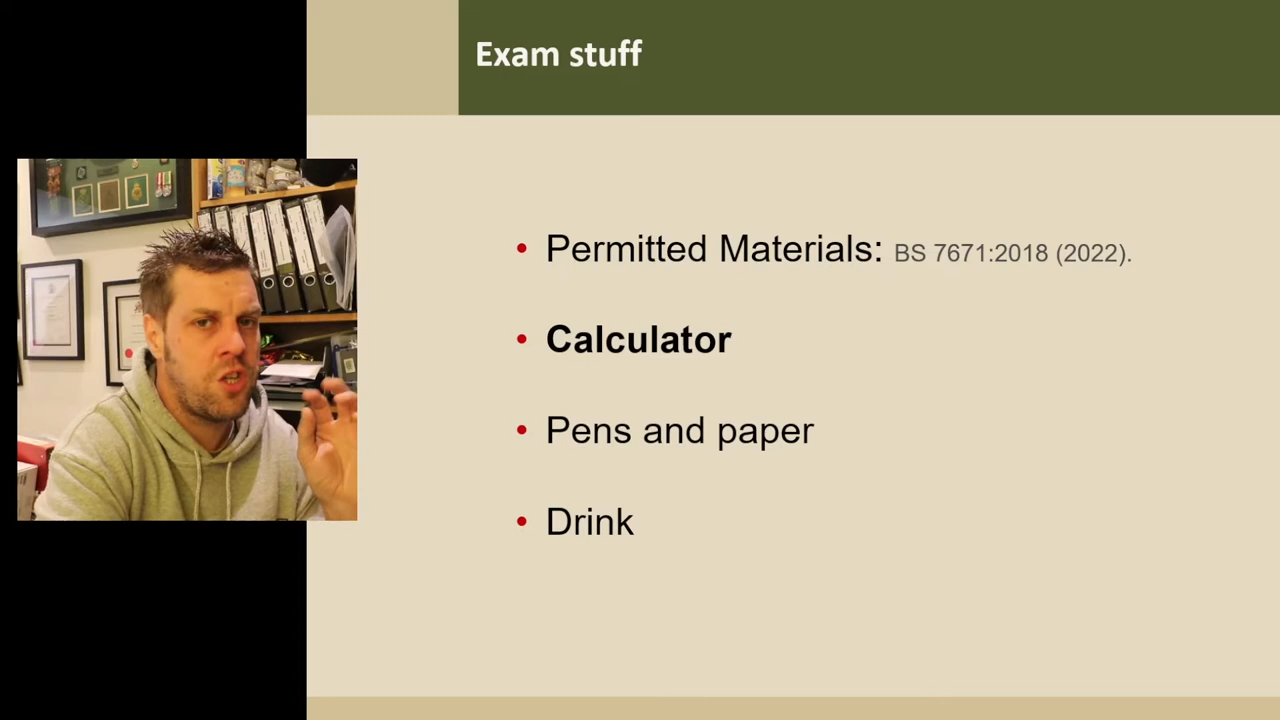 Exam stuff
• Permitted Materials: BS 7671:2018 (2022).
• Calculator
• Pens and paper
• Drink